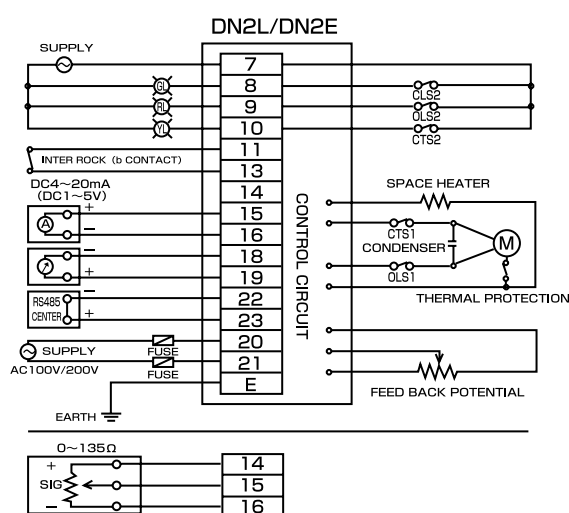 DN2L/DN2E
SUPPLY
7
8
9
10
11
13
14
15
16
18
19
22
23
20
21
E
GL
RL
YL
CLS2
OLS2
CTS2
INTER ROCK (b CONTACT)
DC4~20mA
(DC1~5V)
+
A
−
−
+
RS485
CENTER
−
+
SUPPLY
AC100V/200V
FUSE
FUSE
EARTH
CONTROL CIRCUIT
SPACE HEATER
CTS1
CONDENSER
M
OLS1
THERMAL PROTECTION
FEED BACK POTENTIAL
0~135Ω
+
SIG
−
14
15
16